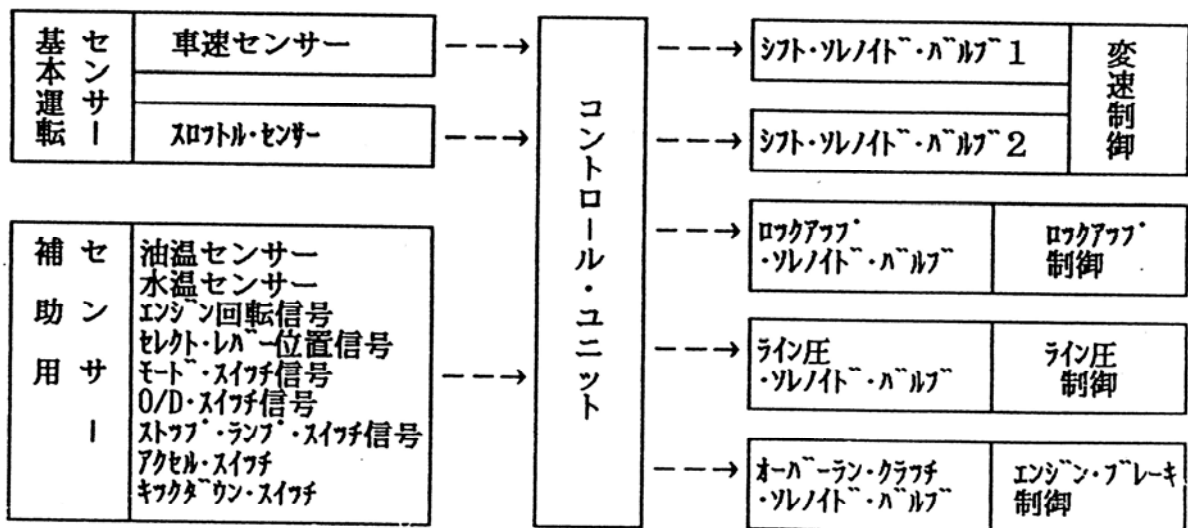 基本運転
センサー
車速センサー
スロットル・センサー
補助用
センサー
油温センサー
水温センサー
エンジン回転信号
セレクト・レバー位置信号
モード・スイッチ信号
O/D・スイッチ信号
ストップ・ランプ・スイッチ信号
アクセル・スイッチ
キックダウン・スイッチ
コントロール・ユニット
シフト・ソレノイド・バルブ1
シフト・ソレノイド・バルブ2
変速制御
ロックアップ
・ソレノイド・バルブ
ロックアップ
制御
ライン圧
・ソレノイド・バルブ
ライン圧
制御
オーバーラン・クラッチ
・ソレノイド・バルブ
エンジン・ブレーキ
制御